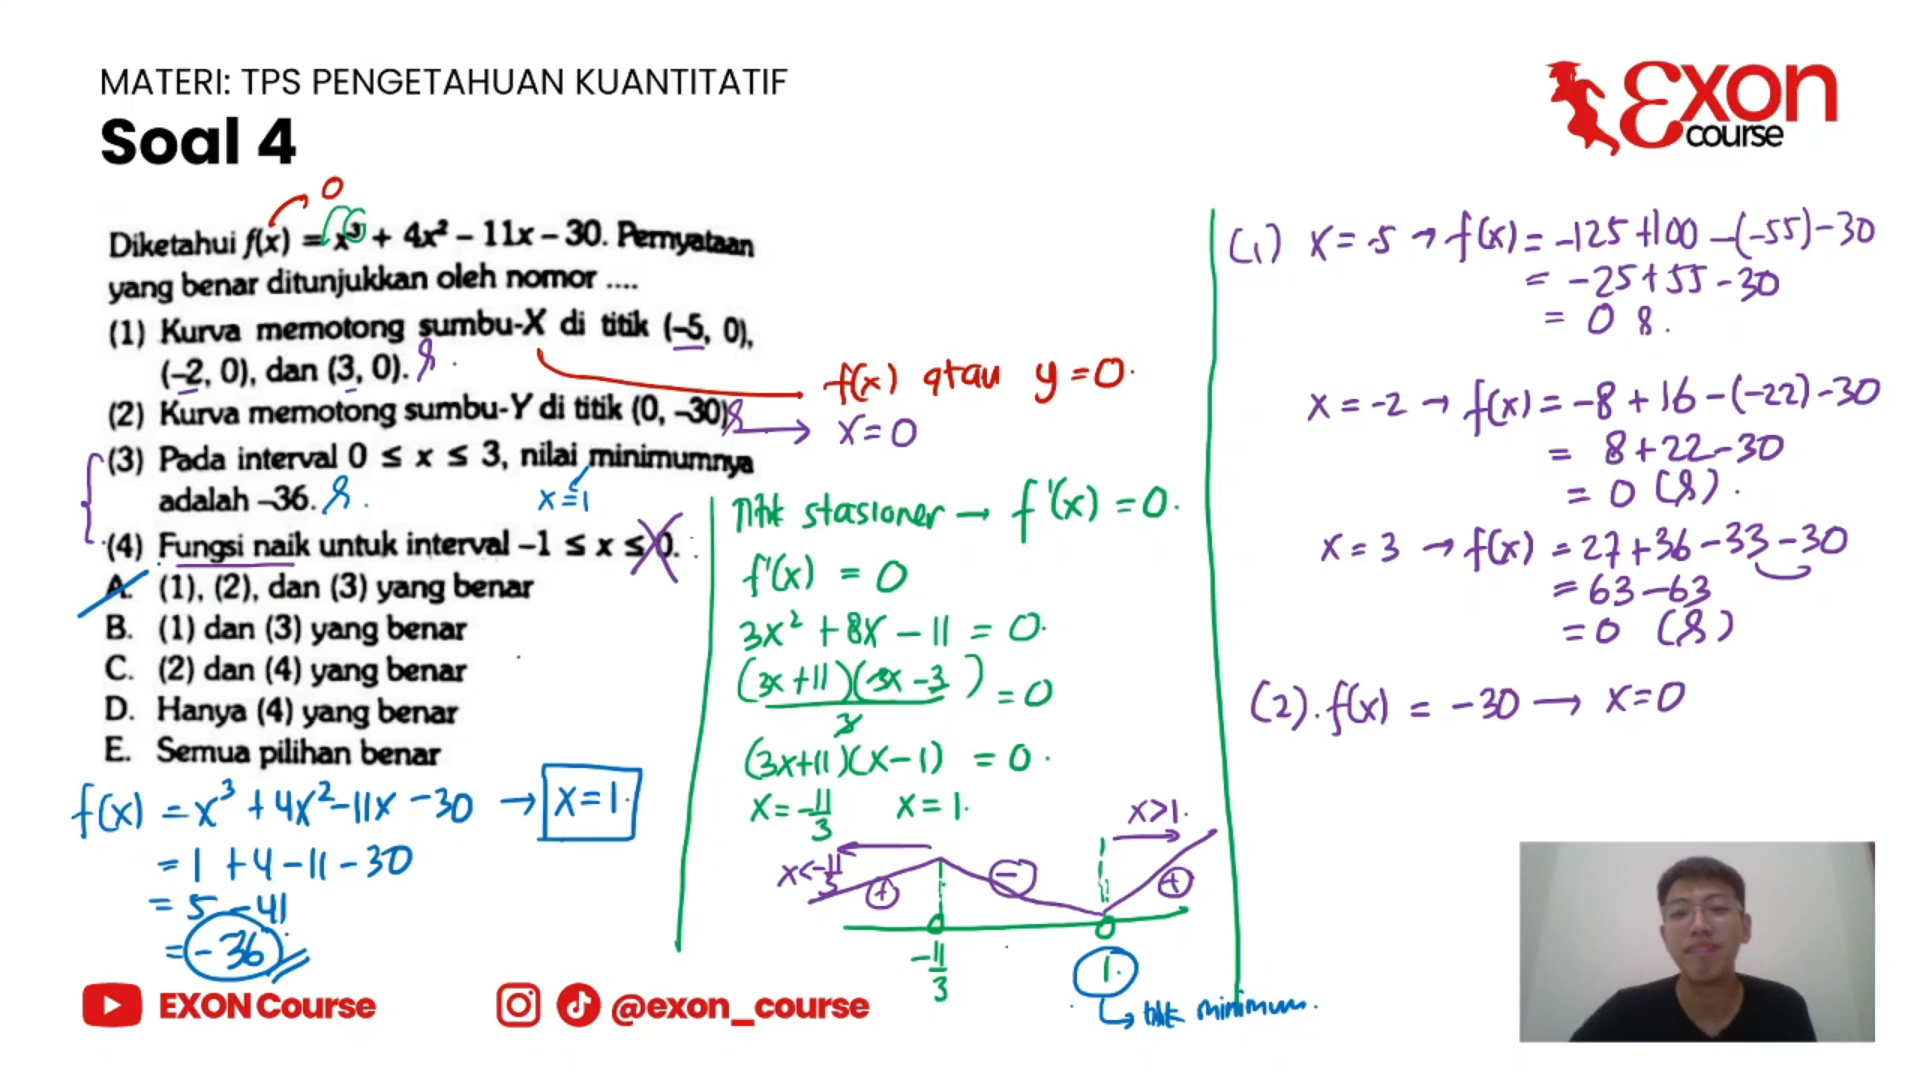 MATERI: TPS PENGETAHUAN KUANTITATIF
Soal 4
Exon
course
0
Diketahui f(x) = x³ + 4x² − 11x − 30. Pernyataan
yang benar ditunjukkan oleh nomor ....
(1) Kurva memotong sumbu-X di titik (−5, 0),
(−2, 0), dan (3, 0).
(2) Kurva memotong sumbu-Y di titik (0, −30)
(3) Pada interval 0 ≤ x ≤ 3, nilai minimumnya
adalah −36.
x=1
(4) Fungsi naik untuk interval −1 ≤ x ≤ 0.
A. (1), (2), dan (3) yang benar
B. (1) dan (3) yang benar
C. (2) dan (4) yang benar
D. Hanya (4) yang benar
E. Semua pilihan benar
f(x) = x³ + 4x² − 11x − 30 → x = 1.
= 1 + 4 − 11 − 30
= 5 − 41
= −36
f(x) atau y = 0.
x = 0
Titik stasioner → f'(x) = 0.
f'(x) = 0
3x² + 8x − 11 = 0.
(3x + 11)(3x − 3) = 0
3
(3x+11)(x−1) = 0.
x = −11/3 x = 1.
x>1.
x<−11/3
+ − +
−11/3 1.
→ titik minimum.
(1) x = −5 → f(x) = −125 + 100 − (−55) − 30
= −25 + 55 − 30
= 0
x = −2 → f(x) = −8 + 16 − (−22) − 30
= 8 + 22 − 30
= 0
x = 3 → f(x) = 27 + 36 − 33 − 30
= 63 − 63
= 0
(2). f(x) = −30 → x = 0
EXON Course
@exon_course